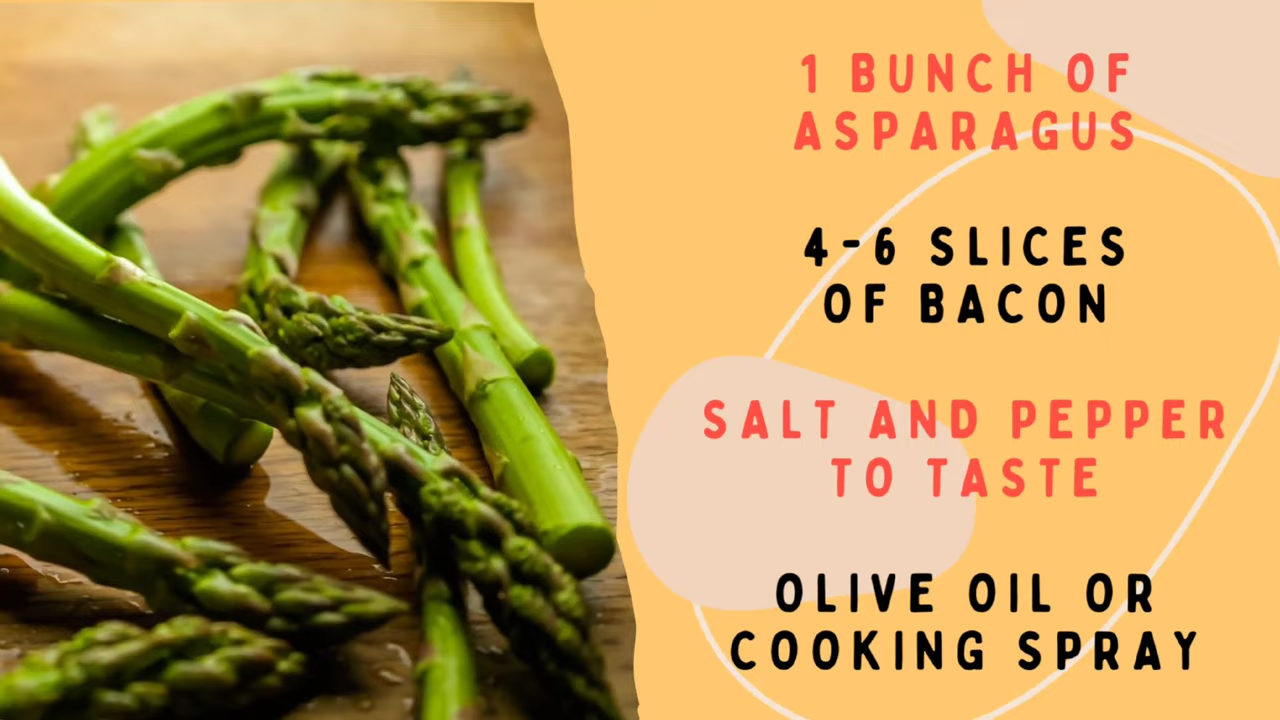 1 BUNCH OF
ASPARAGUS
4-6 SLICES
OF BACON
SALT AND PEPPER
TO TASTE
OLIVE OIL OR
COOKING SPRAY